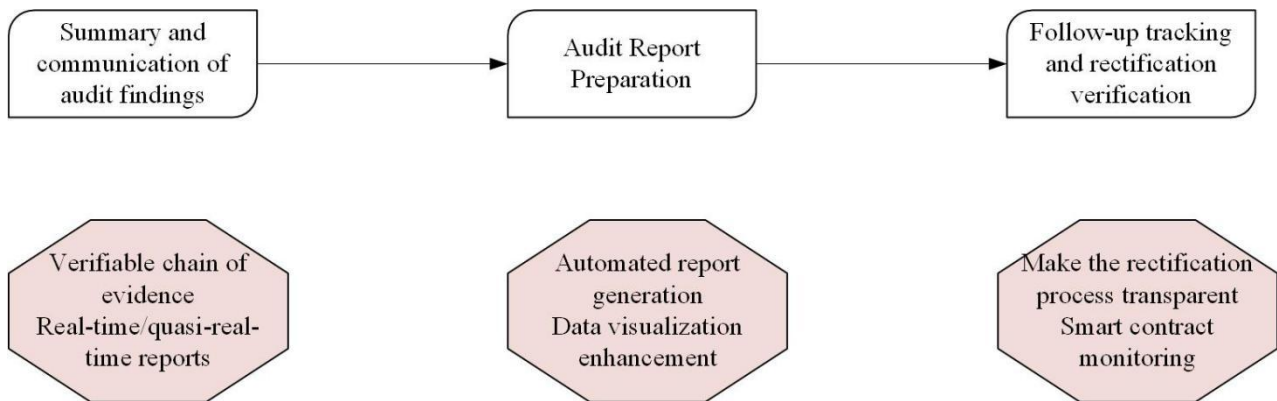 Summary and
communication of
audit findings
Audit Report
Preparation
Follow-up tracking
and rectification
verification
Verifiable chain of
evidence
Real-time/quasi-real-
time reports
Automated report
generation
Data visualization
enhancement
Make the rectification
process transparent
Smart contract
monitoring